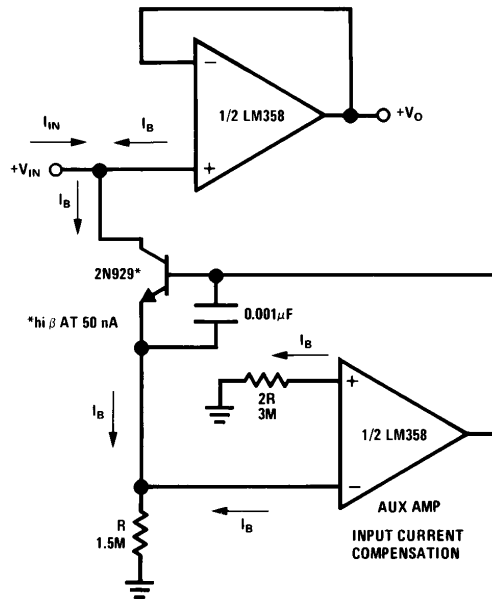 −
1/2 LM358
+V_O
I_IN
I_B
+
+V_IN
I_B
2N929*
*hi β AT 50 nA
0.001μF
I_B
2R
3M
+
1/2 LM358
I_B
−
AUX AMP
I_B
R
1.5M
INPUT CURRENT
COMPENSATION